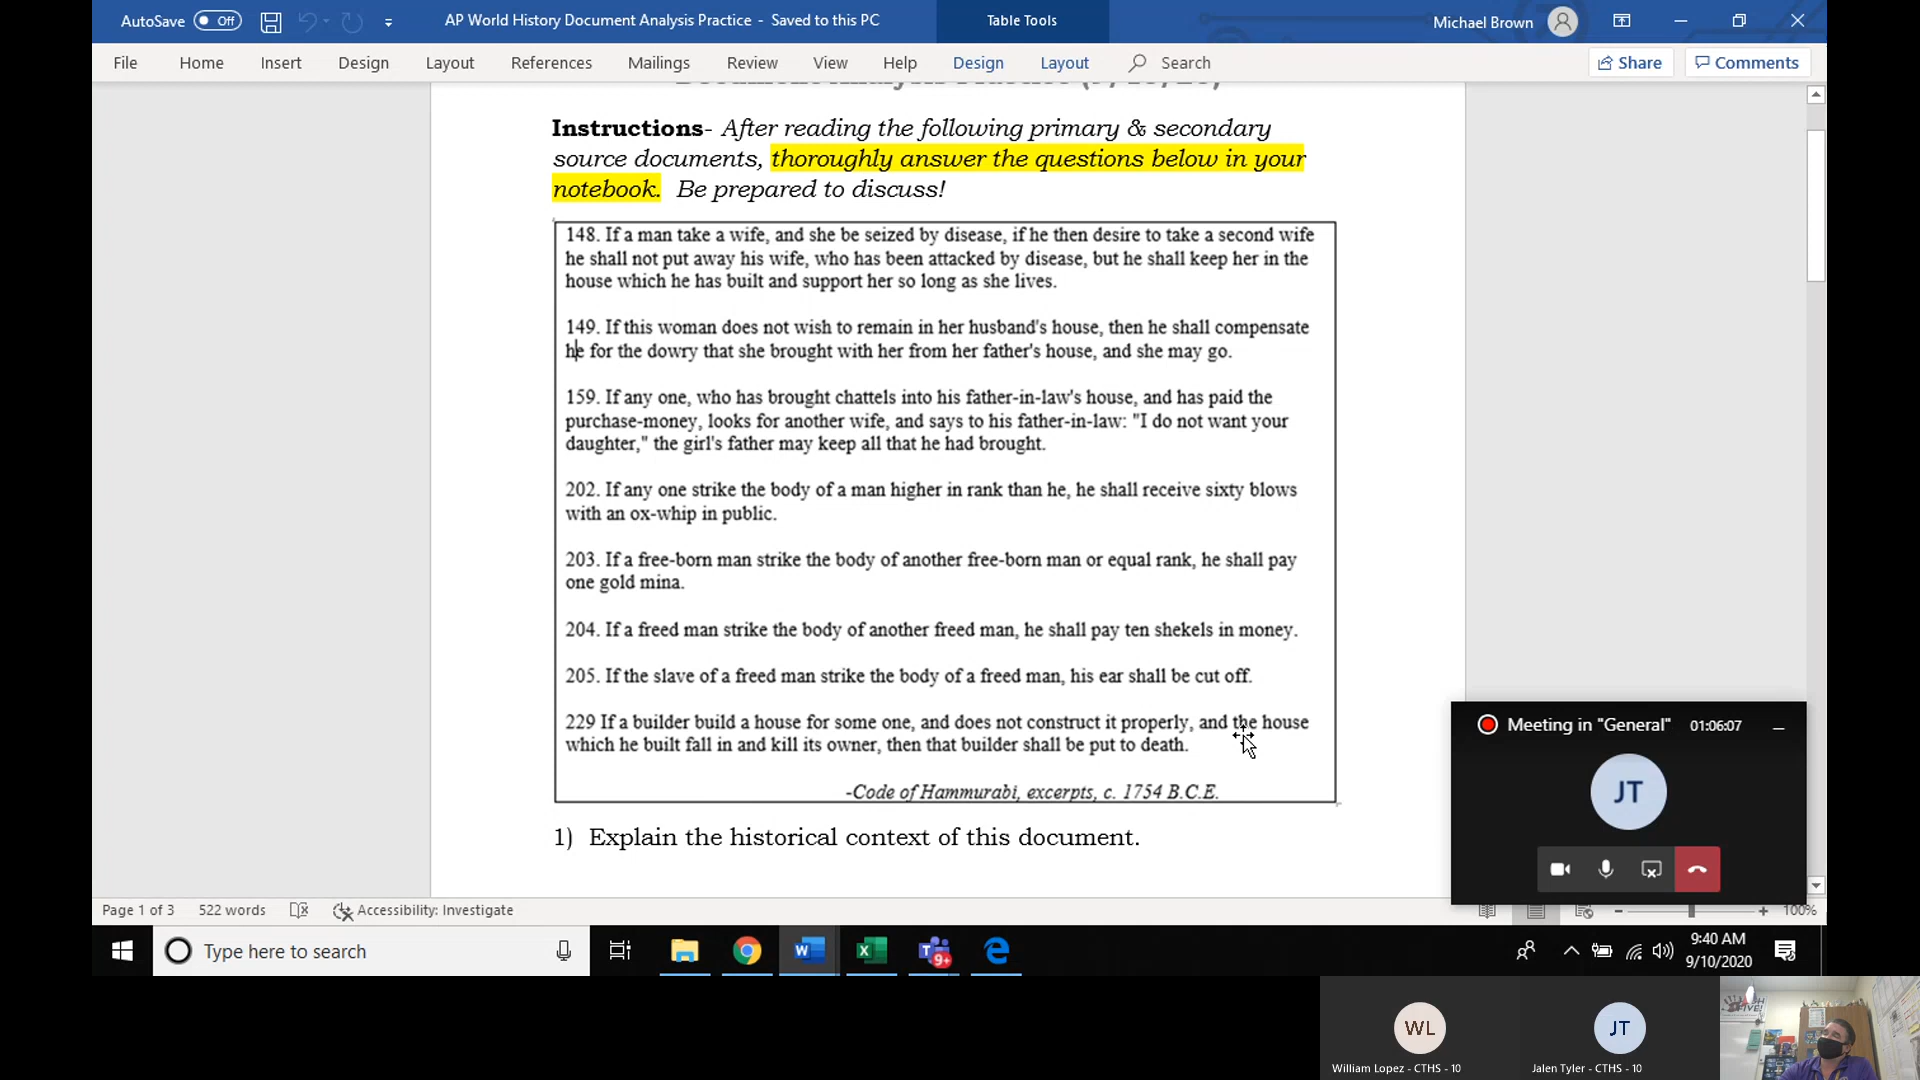 AutoSave Off AP World History Document Analysis Practice - Saved to this PC Table Tools Michael Brown
File Home Insert Design Layout References Mailings Review View Help Design Layout Search Share Comments
Instructions- After reading the following primary & secondary
source documents, thoroughly answer the questions below in your
notebook. Be prepared to discuss!
148. If a man take a wife, and she be seized by disease, if he then desire to take a second wife
he shall not put away his wife, who has been attacked by disease, but he shall keep her in the
house which he has built and support her so long as she lives.
149. If this woman does not wish to remain in her husband's house, then he shall compensate
he for the dowry that she brought with her from her father's house, and she may go.
159. If any one, who has brought chattels into his father-in-law's house, and has paid the
purchase-money, looks for another wife, and says to his father-in-law: "I do not want your
daughter," the girl's father may keep all that he had brought.
202. If any one strike the body of a man higher in rank than he, he shall receive sixty blows
with an ox-whip in public.
203. If a free-born man strike the body of another free-born man or equal rank, he shall pay
one gold mina.
204. If a freed man strike the body of another freed man, he shall pay ten shekels in money.
205. If the slave of a freed man strike the body of a freed man, his ear shall be cut off.
229 If a builder build a house for some one, and does not construct it properly, and the house
which he built fall in and kill its owner, then that builder shall be put to death.
-Code of Hammurabi, excerpts, c. 1754 B.C.E.
1) Explain the historical context of this document.
Meeting in "General" 01:06:07
JT
Page 1 of 3 522 words Accessibility: Investigate 100%
Type here to search 9+ 9:40 AM
9/10/2020
WL JT
William Lopez - CTHS - 10 Jalen Tyler - CTHS - 10